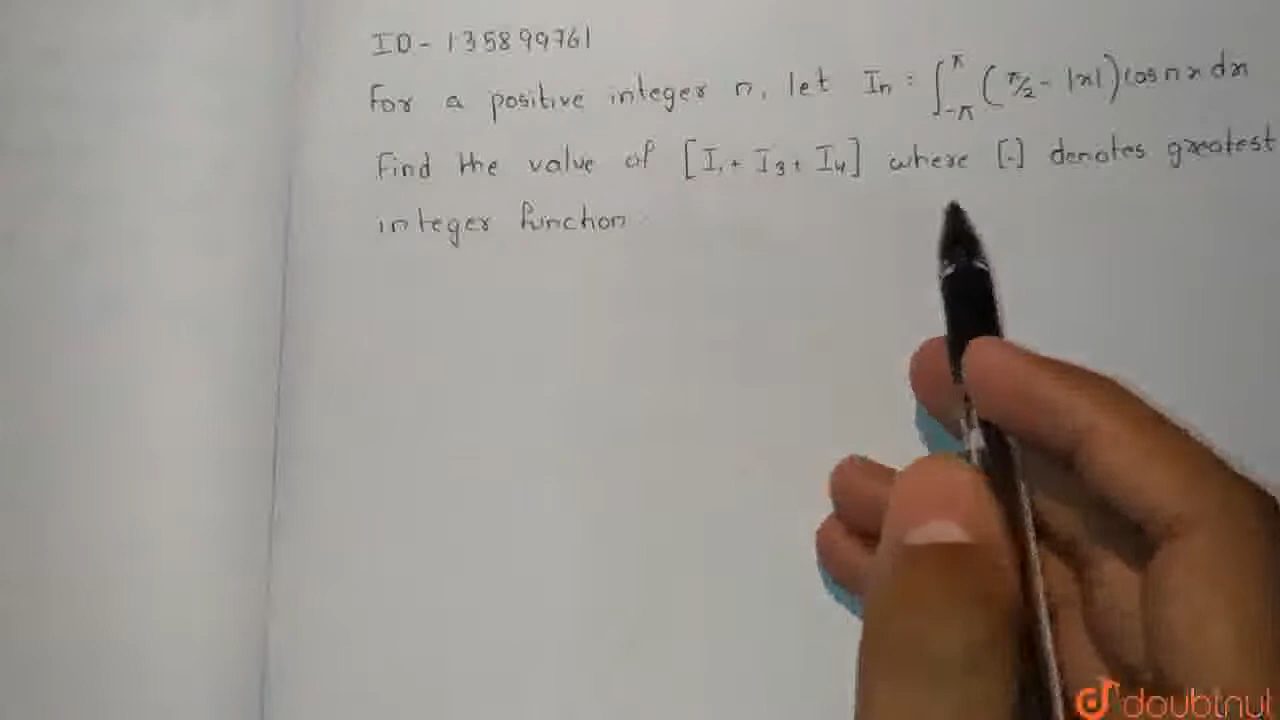 ID - 135899761
For a positive integer n, let In : ∫_{-π}^{π} (π/2 - |x|) cos nx dx
Find the value of [I1 + I3 + I4] where [.] denotes greatest
integer function
doubtnut